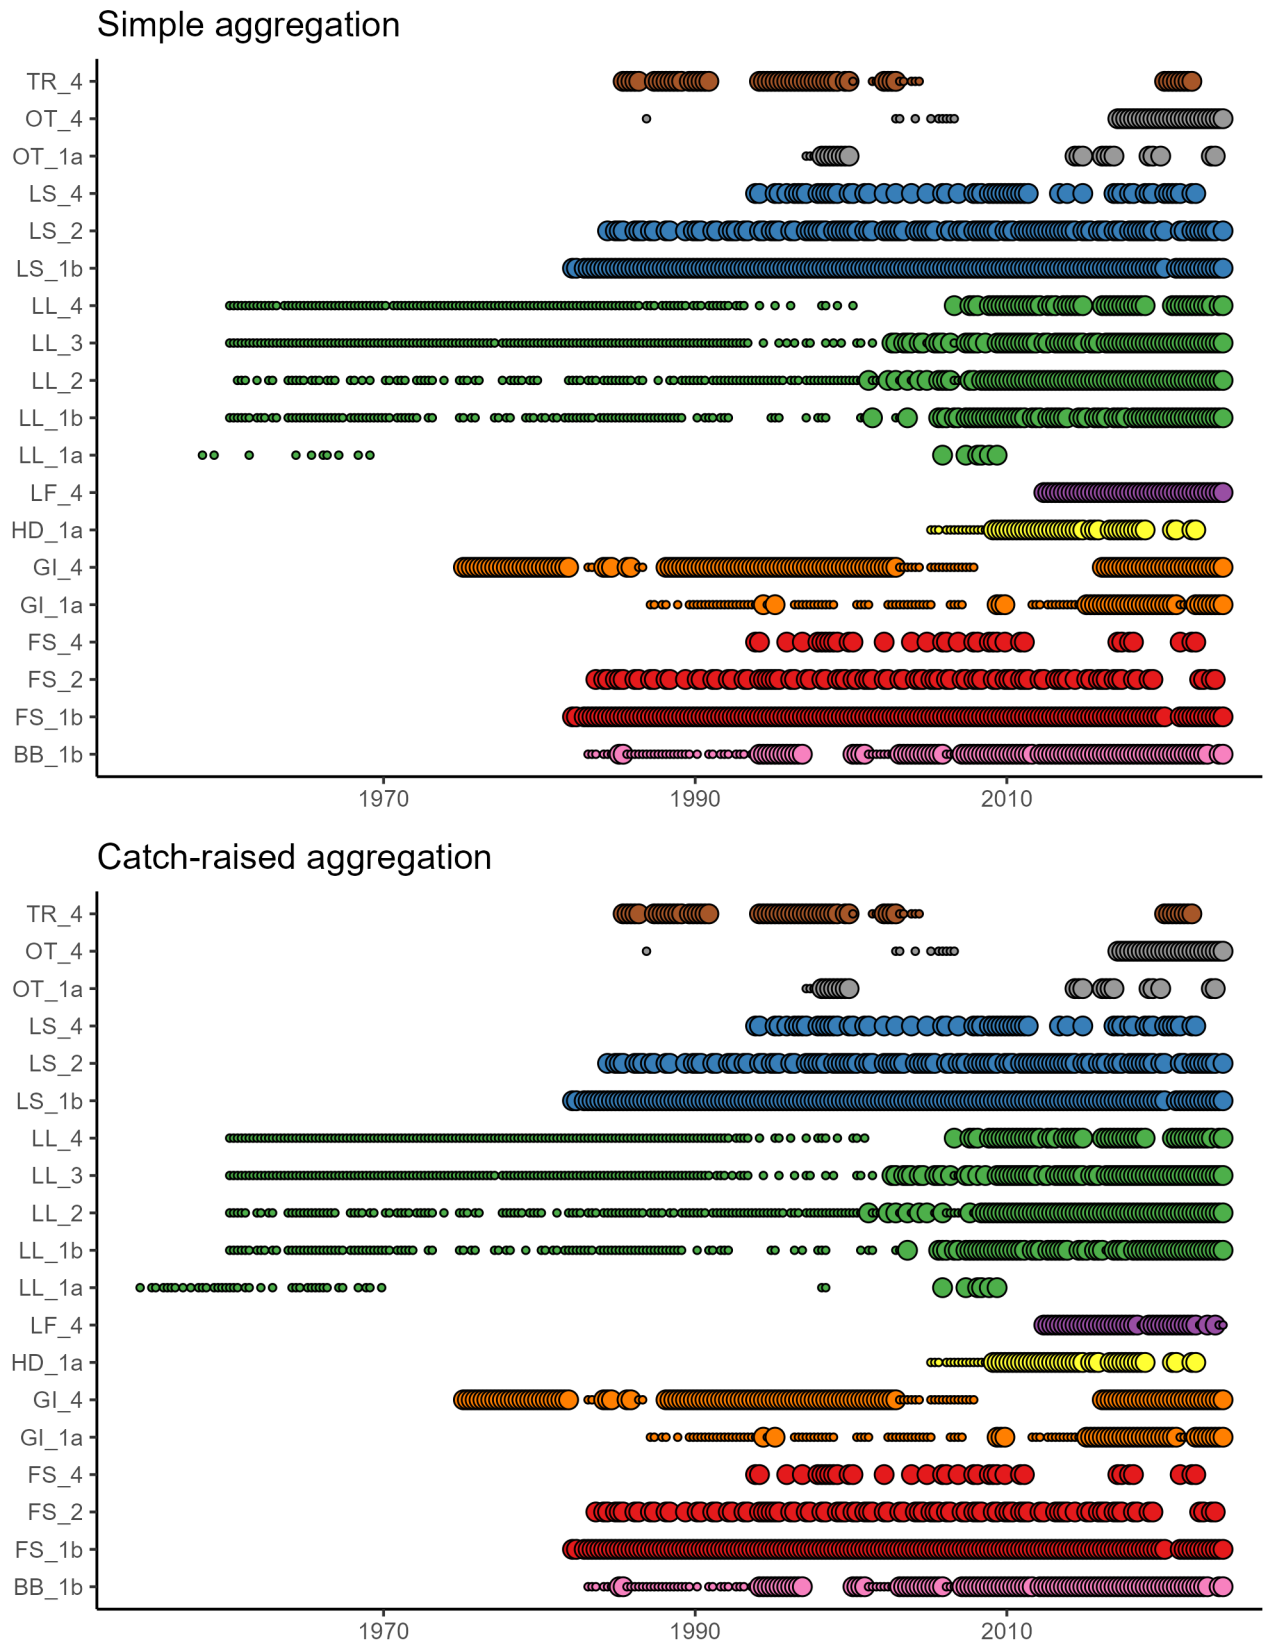 Simple aggregation
TR_4
OT_4
OT_1a
LS_4
LS_2
LS_1b
LL_4
LL_3
LL_2
LL_1b
LL_1a
LF_4
HD_1a
GI_4
GI_1a
FS_4
FS_2
FS_1b
BB_1b
1970 1990 2010
Catch-raised aggregation
TR_4
OT_4
OT_1a
LS_4
LS_2
LS_1b
LL_4
LL_3
LL_2
LL_1b
LL_1a
LF_4
HD_1a
GI_4
GI_1a
FS_4
FS_2
FS_1b
BB_1b
1970 1990 2010